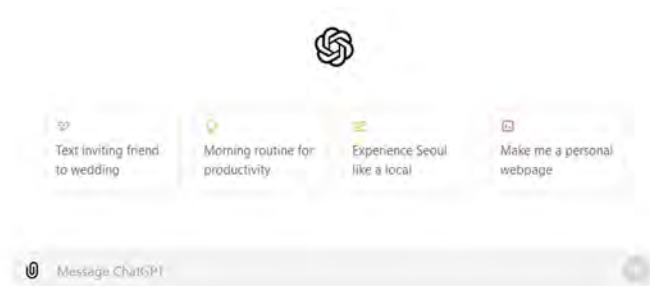 Text inviting friend
to wedding
Morning routine for
productivity
Experience Seoul
like a local
Make me a personal
webpage
Message ChatGPT